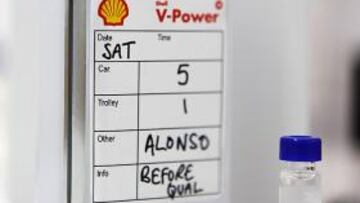 Shell
V-Power
Date Time
SAT
Car 5
Trolley 1
Other ALONSO
Info BEFORE
QUAL